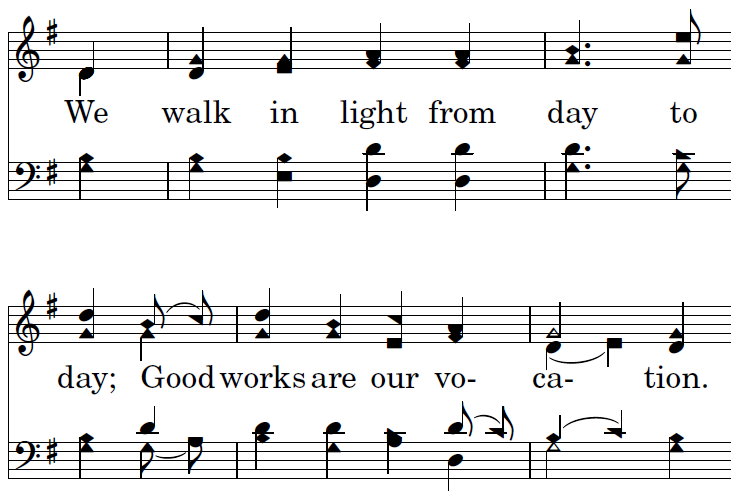 We walk in light from day to
day; Good works are our vo- ca- tion.